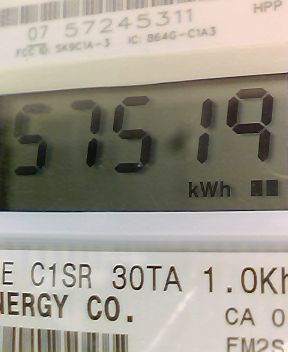 HPP
07 57245311
FCC ID: SK9C1A-3 IC: 864G-C1A3
57519
kWh
E C1SR 30TA 1.0Kh
NERGY CO.
CA 0
FM2S